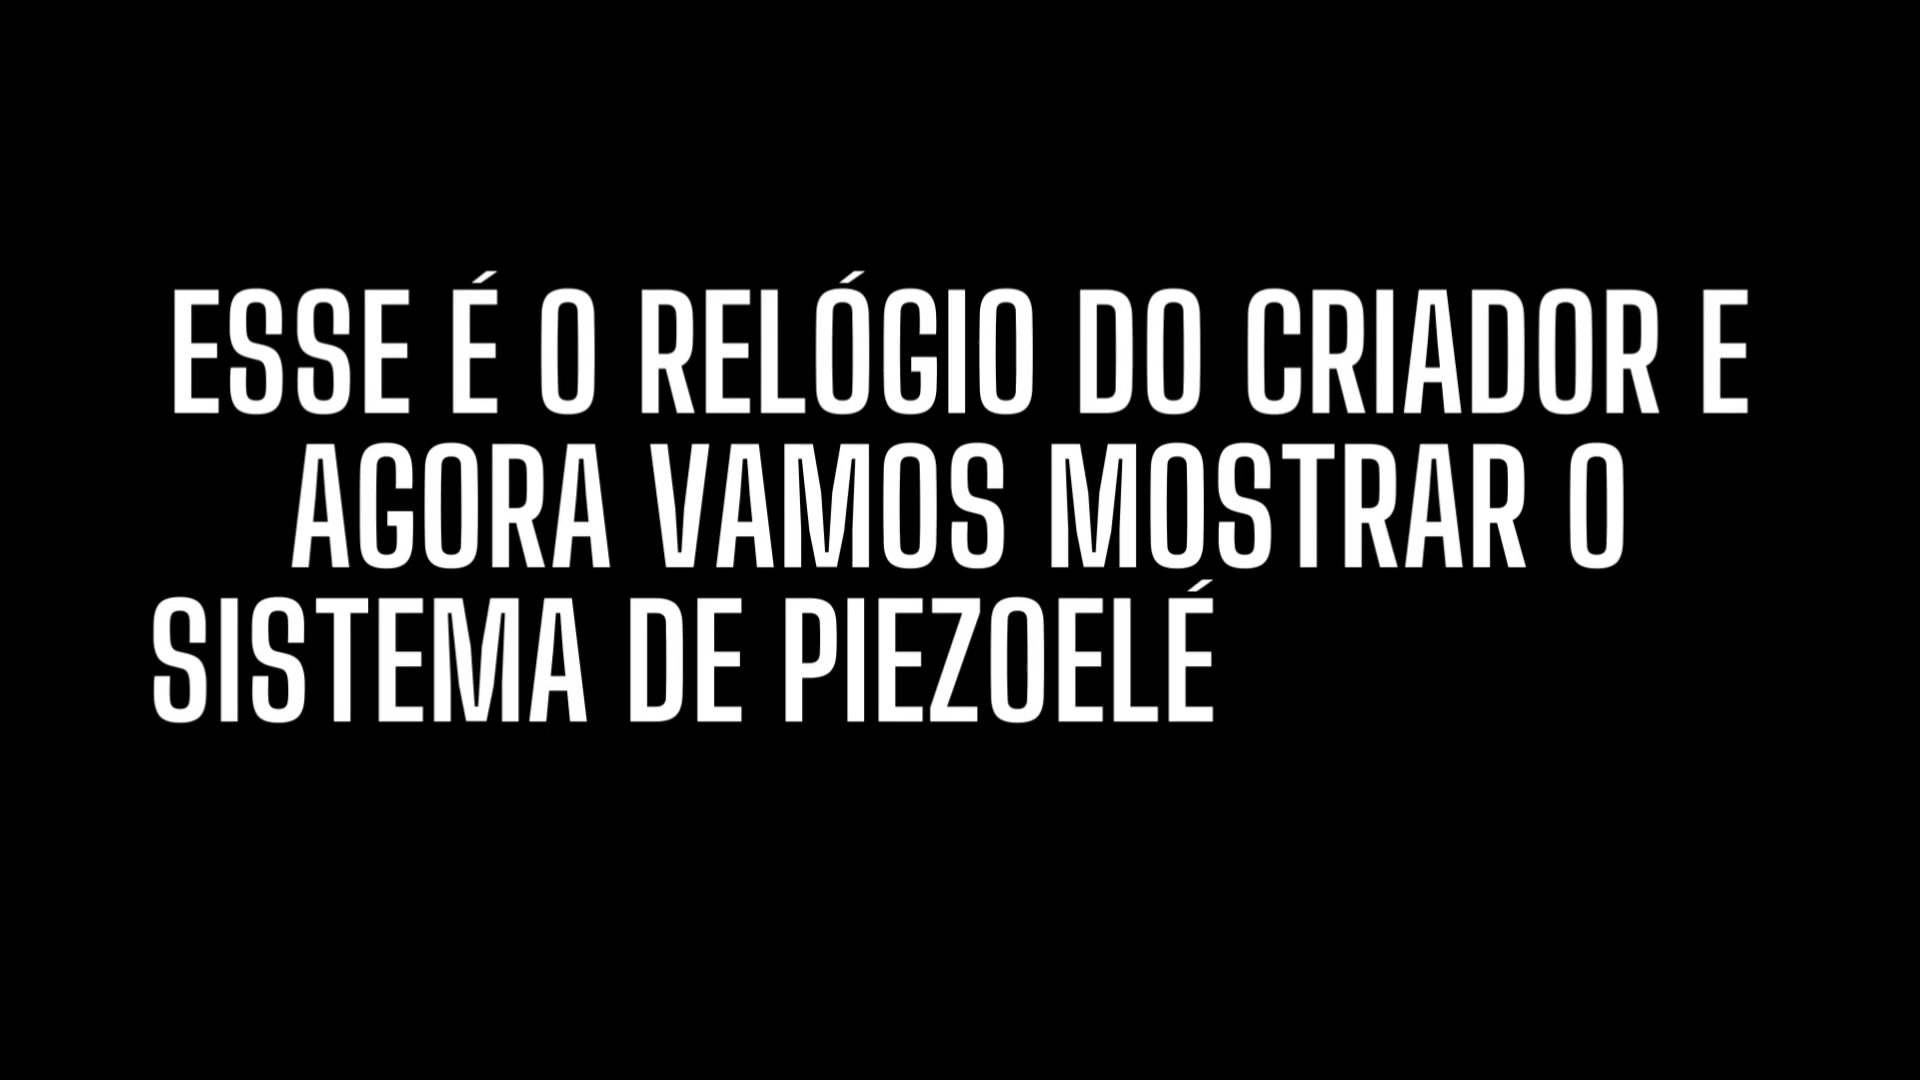 ESSE É O RELÓGIO DO CRIADOR E
AGORA VAMOS MOSTRAR O
SISTEMA DE PIEZOELÉ